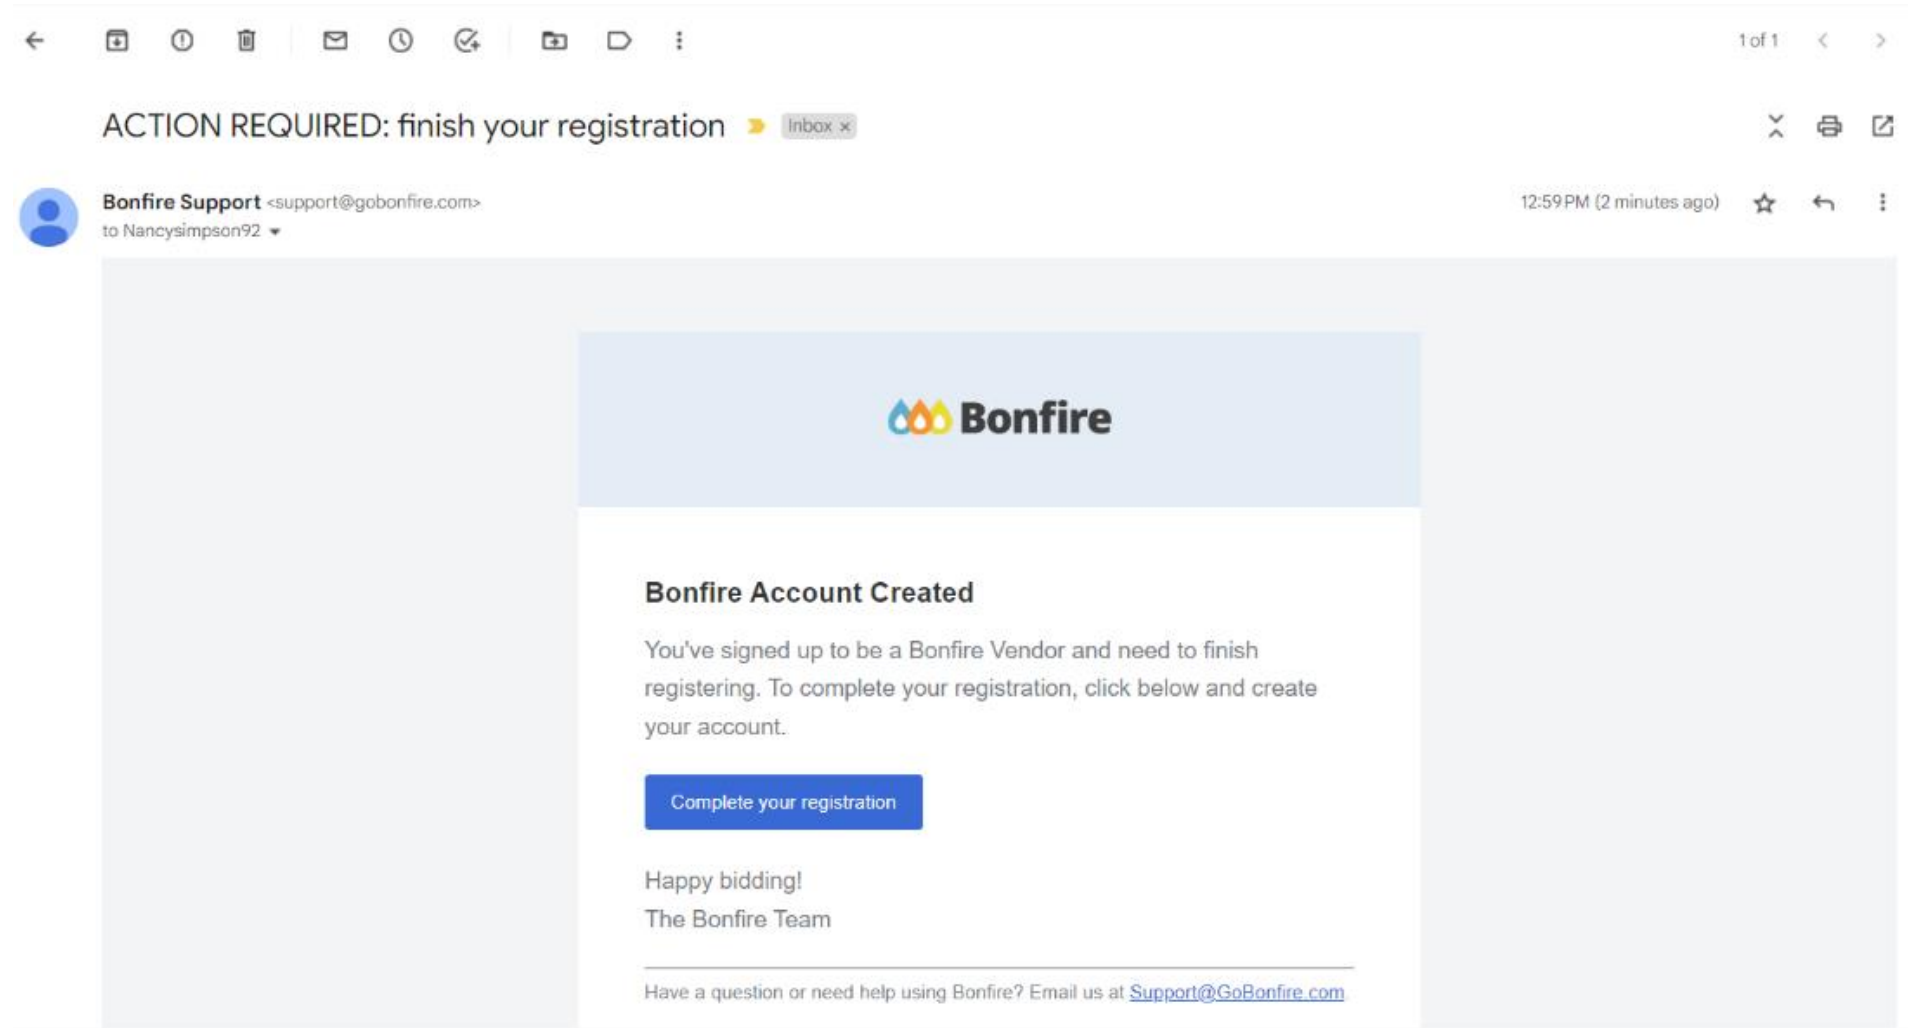 1 of 1
ACTION REQUIRED: finish your registration
Inbox ×
Bonfire Support <support@gobonfire.com>
12:59 PM (2 minutes ago)
to Nancysimpson92
Bonfire
Bonfire Account Created
You've signed up to be a Bonfire Vendor and need to finish
registering. To complete your registration, click below and create
your account.
Complete your registration
Happy bidding!
The Bonfire Team
Have a question or need help using Bonfire? Email us at Support@GoBonfire.com